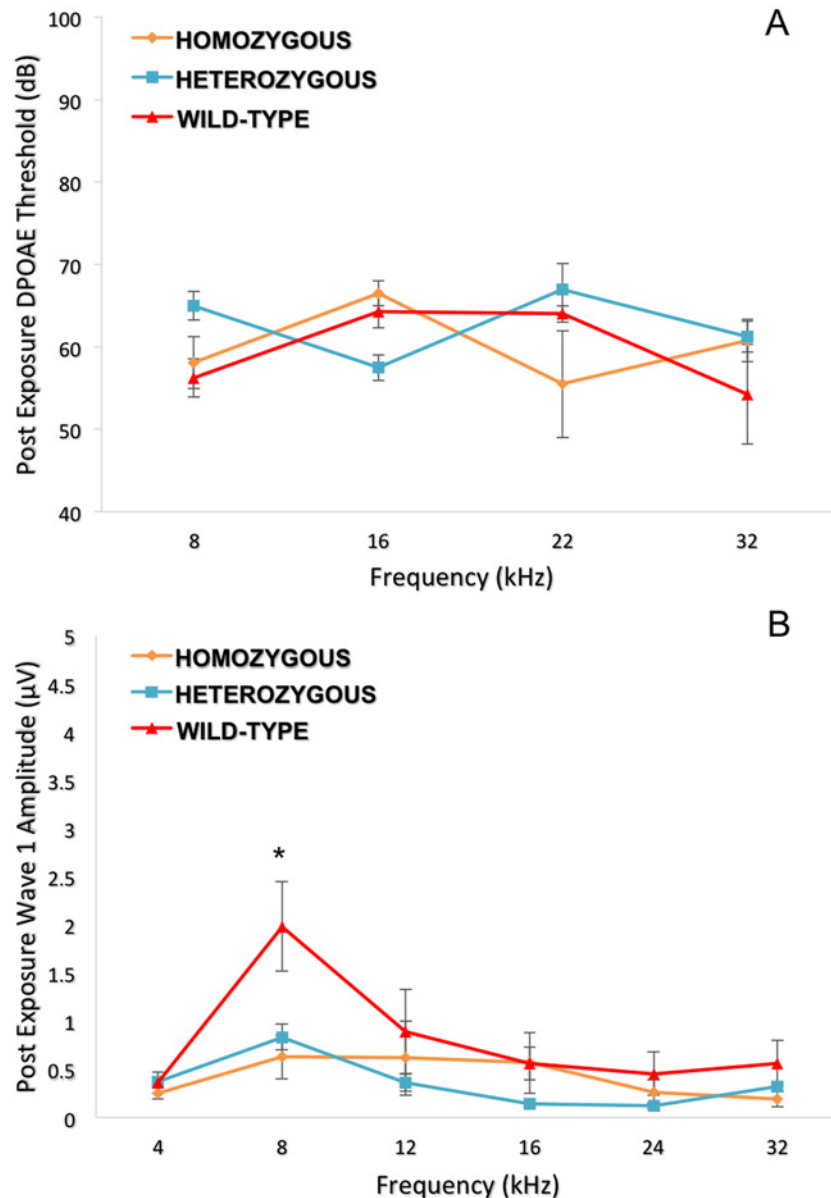 A
HOMOZYGOUS
HETEROZYGOUS
WILD-TYPE
Post Exposure DPOAE Threshold (dB)
100
90
80
70
60
50
40
8 16 22 32
Frequency (kHz)
B
HOMOZYGOUS
HETEROZYGOUS
WILD-TYPE
Post Exposure Wave 1 Amplitude (µV)
5
4.5
4
3.5
3
2.5
2
1.5
1
0.5
0
*
4 8 12 16 24 32
Frequency (kHz)